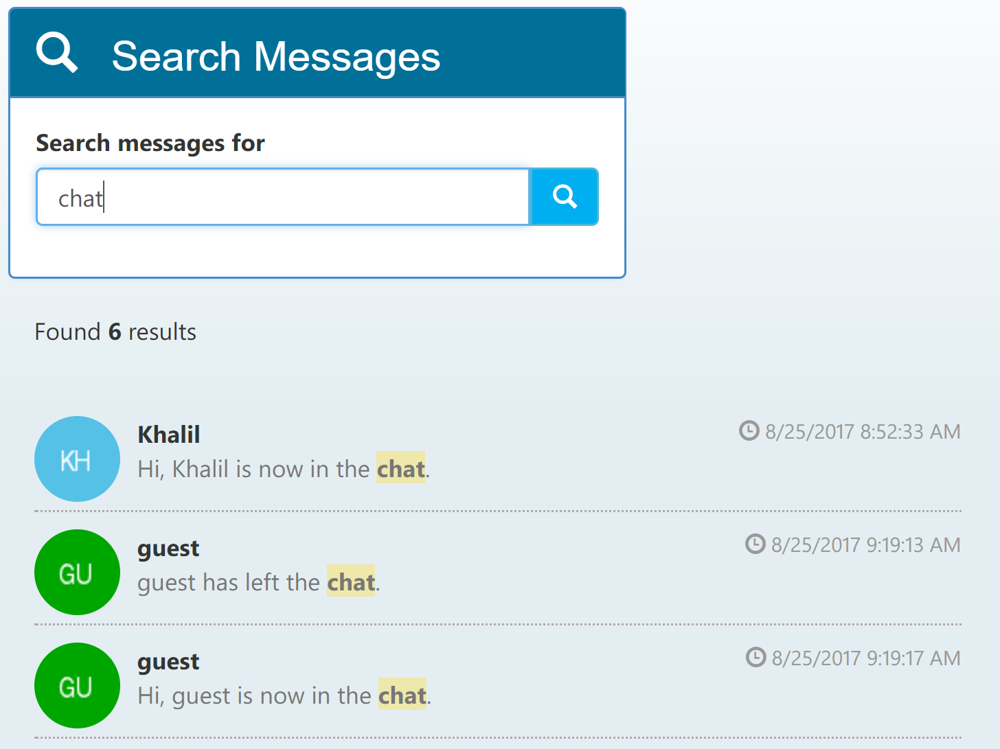 Search Messages
Search messages for
chat
Found 6 results
KH
Khalil
8/25/2017 8:52:33 AM
Hi, Khalil is now in the chat.
GU
guest
8/25/2017 9:19:13 AM
guest has left the chat.
GU
guest
8/25/2017 9:19:17 AM
Hi, guest is now in the chat.